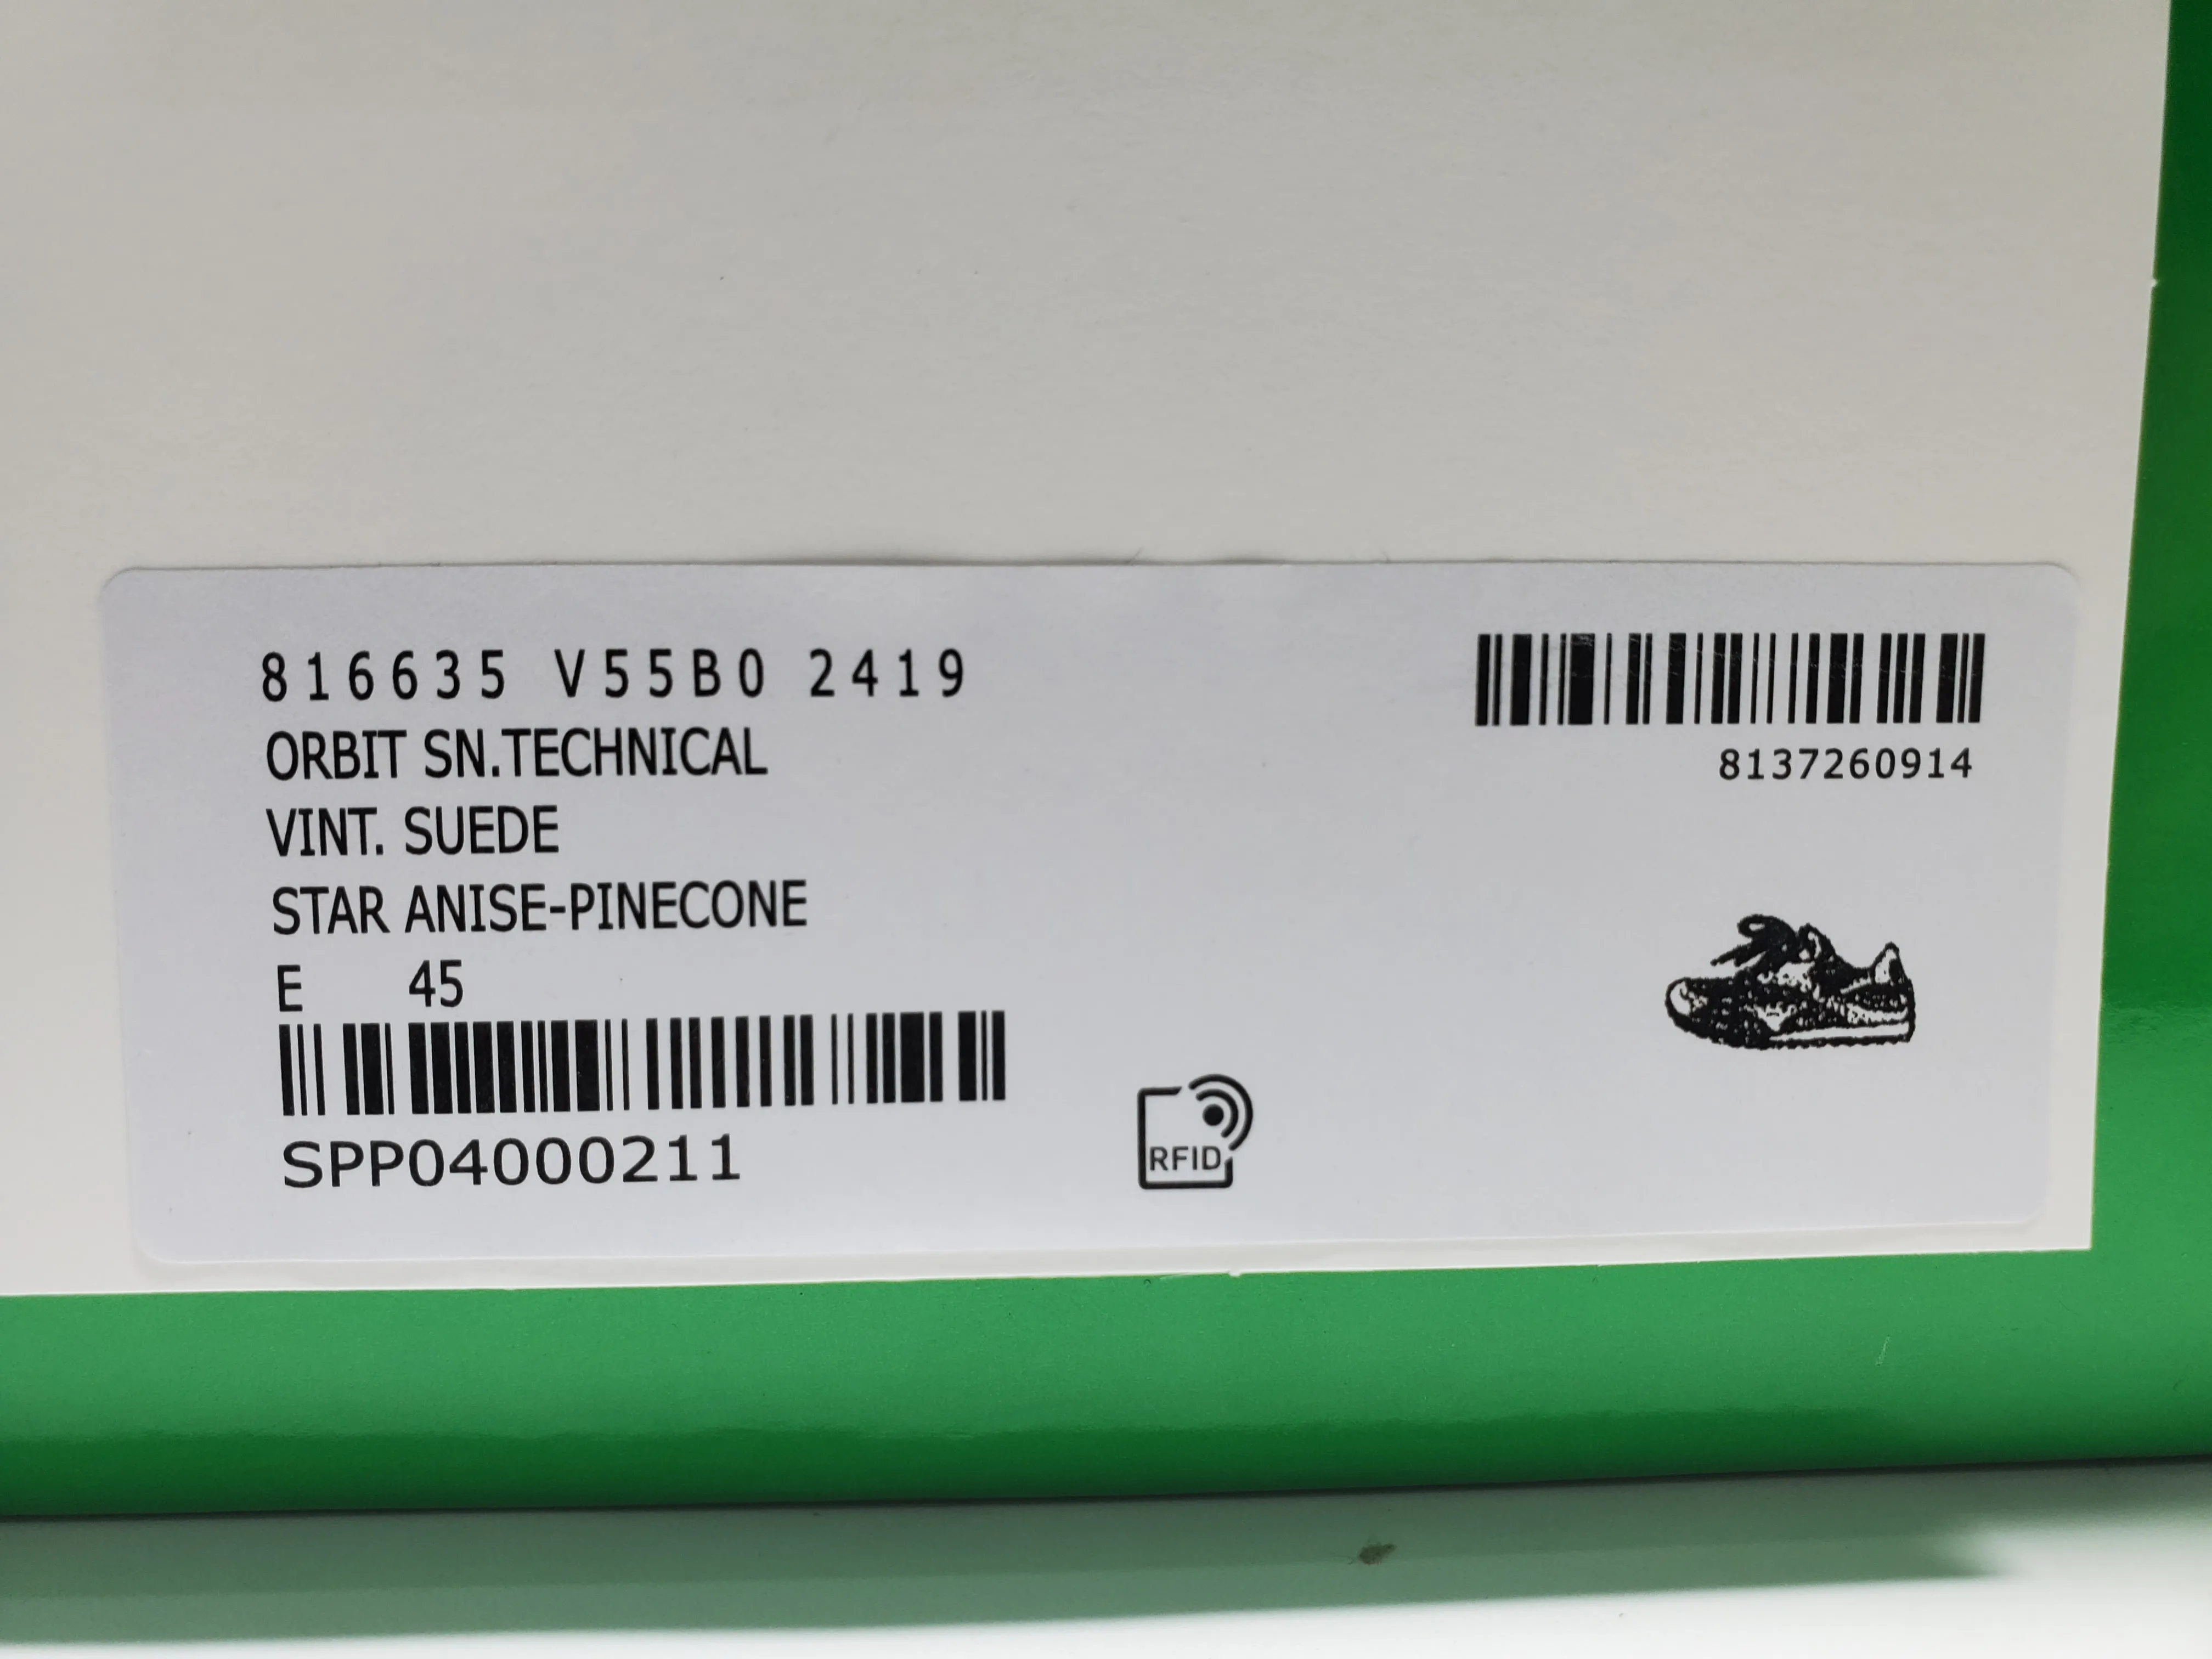 816635 V55B0 2419
ORBIT SN.TECHNICAL
VINT. SUEDE
STAR ANISE-PINECONE
E 45
SPP04000211
8137260914
RFID